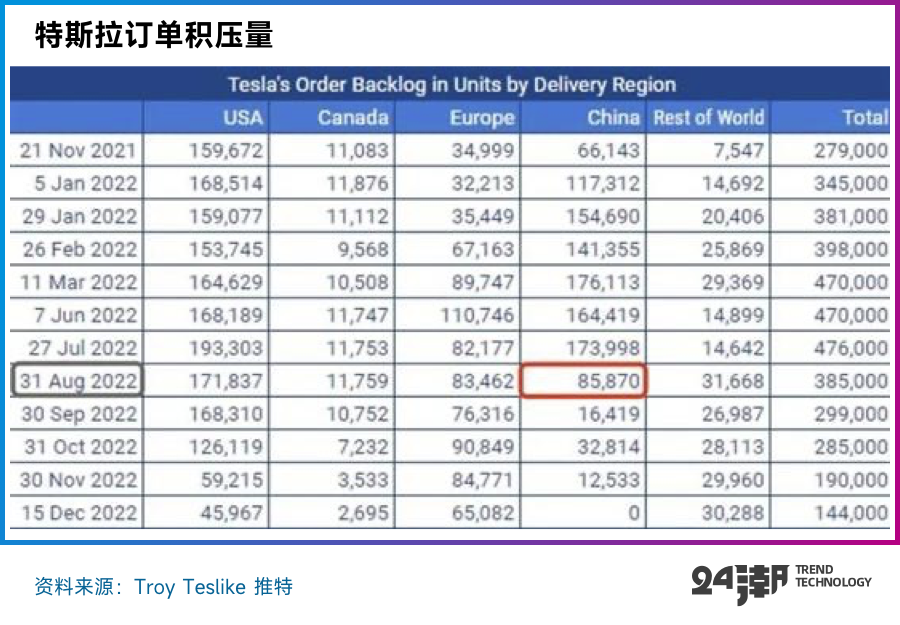 特斯拉订单积压量
Tesla's Order Backlog in Units by Delivery Region
USA Canada Europe China Rest of World Total
21 Nov 2021 159,672 11,083 34,999 66,143 7,547 279,000
5 Jan 2022 168,514 11,876 32,213 117,312 14,692 345,000
29 Jan 2022 159,077 11,112 35,449 154,690 20,406 381,000
26 Feb 2022 153,745 9,568 67,163 141,355 25,869 398,000
11 Mar 2022 164,629 10,508 89,747 176,113 29,369 470,000
7 Jun 2022 168,189 11,747 110,746 164,419 14,899 470,000
27 Jul 2022 193,303 11,753 82,177 173,998 14,642 476,000
31 Aug 2022 171,837 11,759 83,462 85,870 31,668 385,000
30 Sep 2022 168,310 10,752 76,316 16,419 26,987 299,000
31 Oct 2022 126,119 7,232 90,849 32,814 28,113 285,000
30 Nov 2022 59,215 3,533 84,771 12,533 29,960 190,000
15 Dec 2022 45,967 2,695 65,082 0 30,288 144,000
资料来源：Troy Teslike 推特
24潮 TREND
TECHNOLOGY